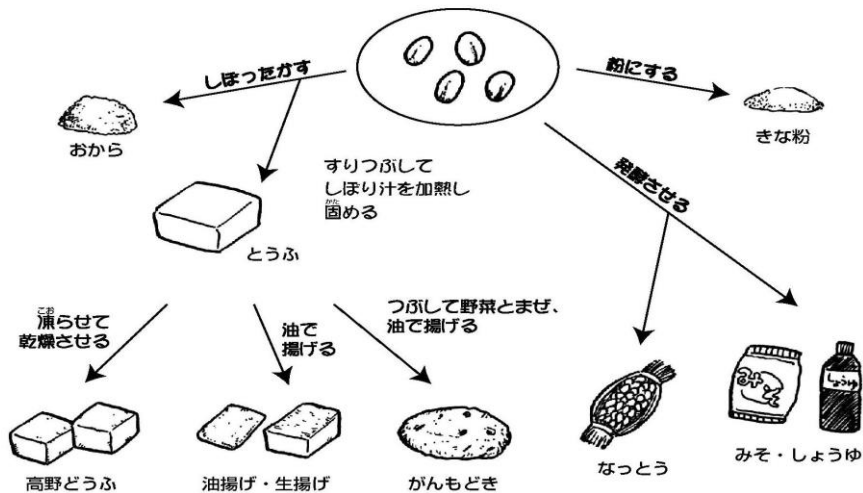 しぼったかす
粉にする
おから
きな粉
すりつぶして
しぼり汁を加熱し
かた
固める
発酵させる
とうふ
こお
凍らせて
乾燥させる
油で
揚げる
つぶして野菜とまぜ、
油で揚げる
みそ
しょうゆ
高野どうふ
油揚げ・生揚げ
がんもどき
なっとう
みそ・しょうゆ